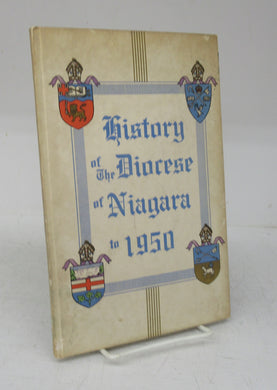 History
of The Diocese
of Niagara
to 1950